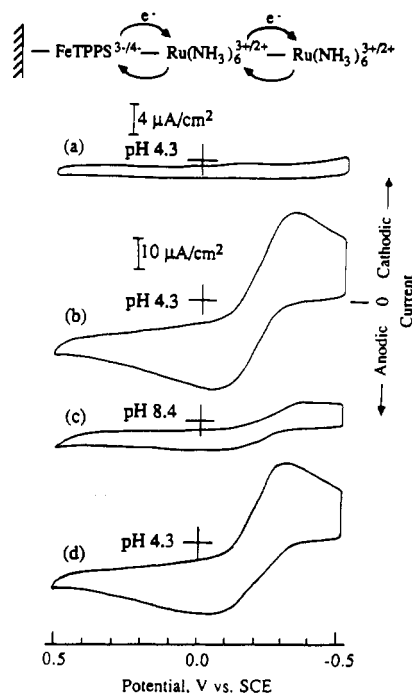 e- e-
FeTPPS3-/4- — Ru(NH3)63+/2+ — Ru(NH3)63+/2+
4 μA/cm2
pH 4.3
(a)
10 μA/cm2
pH 4.3
(b)
(c) pH 8.4
pH 4.3
(d)
Cathodic
0
Anodic
Current
0.5 0.0 -0.5
Potential, V vs. SCE